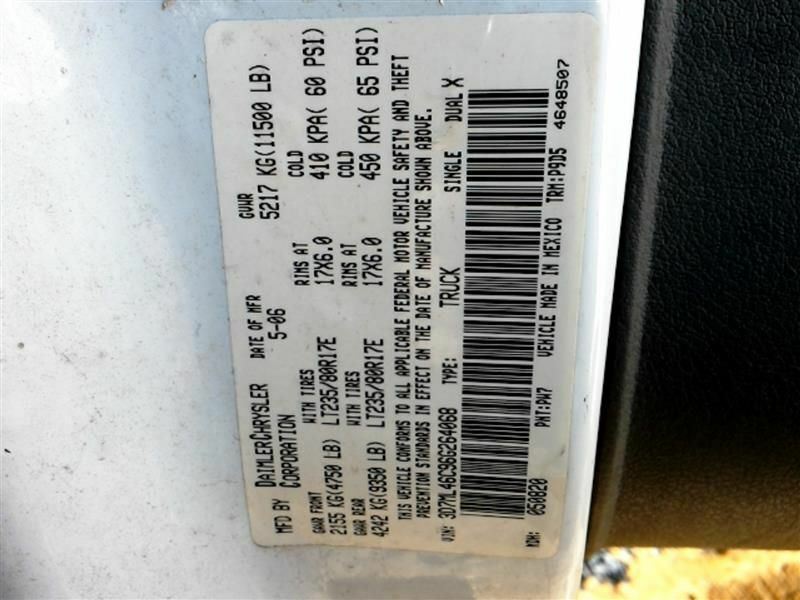 MFD BY DAIMLERCHRYSLER CORPORATION DATE OF MFR 5-06 GVWR 5217 KG(11500 LB)
GAWR FRONT WITH TIRES RIMS AT COLD
2155 KG(4750 LB) LT235/80R17E 17X6.0 410 KPA( 60 PSI)
GAWR REAR WITH TIRES RIMS AT COLD
4242 KG(9350 LB) LT235/80R17E 17X6.0 450 KPA( 65 PSI)
THIS VEHICLE CONFORMS TO ALL APPLICABLE FEDERAL MOTOR VEHICLE SAFETY AND THEFT
PREVENTION STANDARDS IN EFFECT ON THE DATE OF MANUFACTURE SHOWN ABOVE.
VIN: 3D7ML46C96G264068 TYPE: TRUCK SINGLE DUAL X
MDH: 050820 PNT:PW7 VEHICLE MADE IN MEXICO TRM:P9D5 4648507